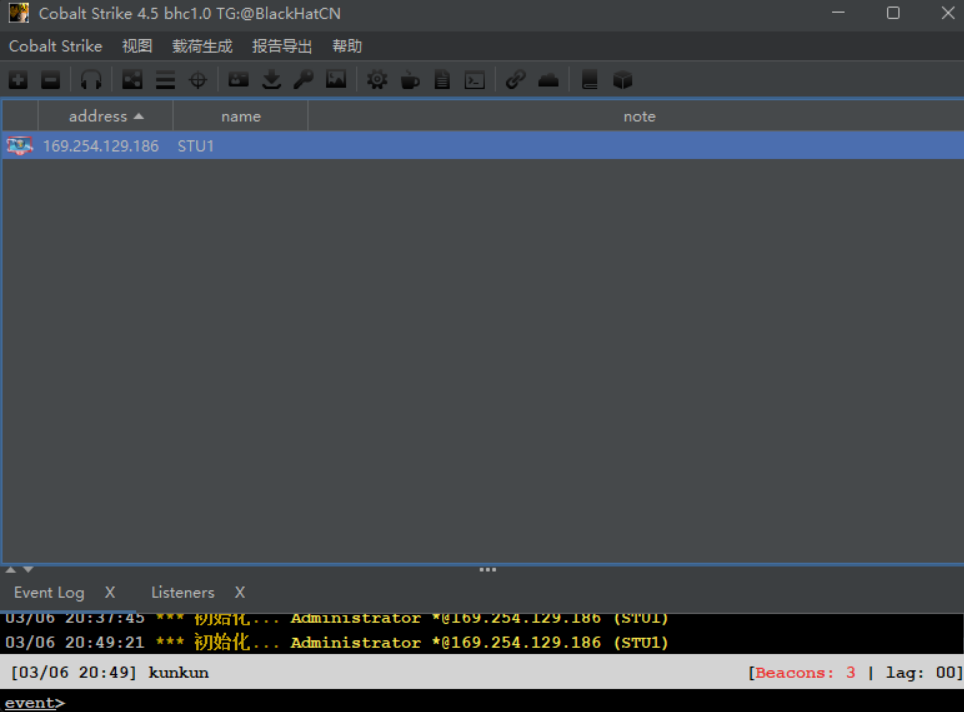 Cobalt Strike 4.5 bhc1.0 TG:@BlackHatCN
Cobalt Strike 视图 载荷生成 报告导出 帮助
address name note
169.254.129.186 STU1
Event Log X Listeners X
03/06 20:37:45 *** 初始化... Administrator *@169.254.129.186 (STU1)
03/06 20:49:21 *** 初始化... Administrator *@169.254.129.186 (STU1)
[03/06 20:49] kunkun [Beacons: 3 | lag: 00]
event>